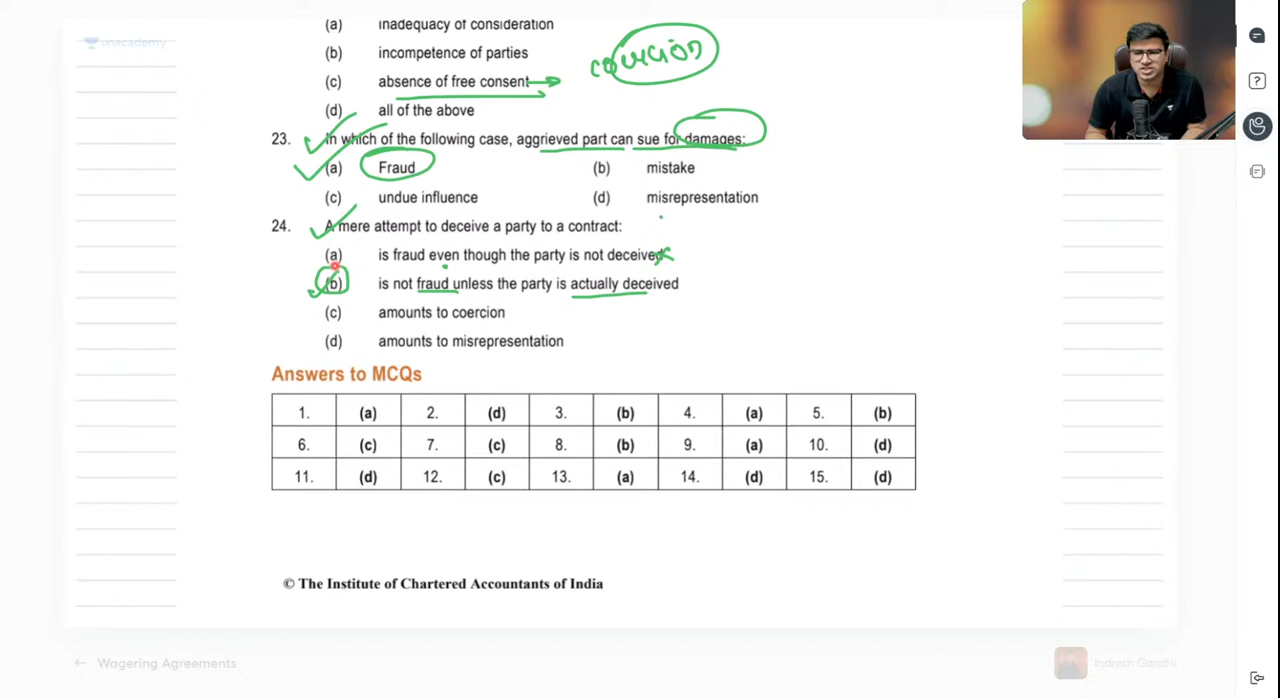 (a) inadequacy of consideration
unacademy
(b) incompetence of parties
coercion
(c) absence of free consent
(d) all of the above
23. In which of the following case, aggrieved part can sue for damages:
(a) Fraud (b) mistake
(c) undue influence (d) misrepresentation
24. A mere attempt to deceive a party to a contract:
(a) is fraud even though the party is not deceived
(b) is not fraud unless the party is actually deceived
(c) amounts to coercion
(d) amounts to misrepresentation
Answers to MCQs
1. (a) 2. (d) 3. (b) 4. (a) 5. (b)
6. (c) 7. (c) 8. (b) 9. (a) 10. (d)
11. (d) 12. (c) 13. (a) 14. (d) 15. (d)
© The Institute of Chartered Accountants of India
← Wagering Agreements
Indresh Gandhi